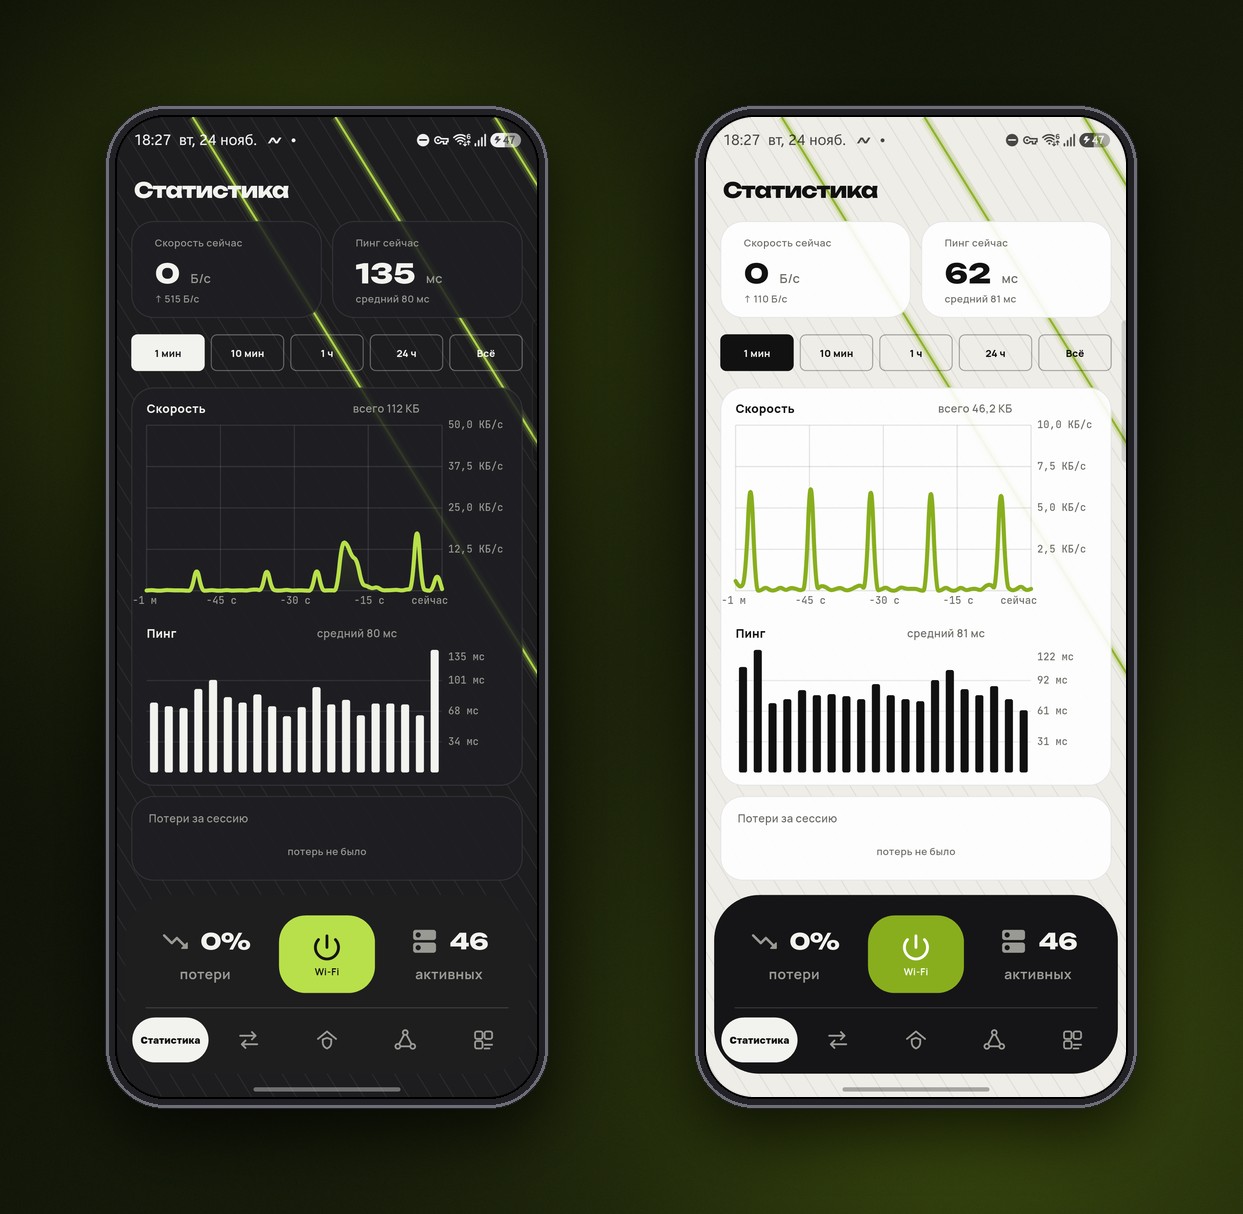 18:27 вт, 24 нояб.
47
Статистика
Скорость сейчас
0 Б/с
↑ 515 Б/с
Пинг сейчас
135 мс
средний 80 мс
1 мин
10 мин
1 ч
24 ч
Всё
Скорость
всего 112 КБ
50,0 КБ/с
37,5 КБ/с
25,0 КБ/с
12,5 КБ/с
-1 м
-45 с
-30 с
-15 с
сейчас
Пинг
средний 80 мс
135 мс
101 мс
68 мс
34 мс
Потери за сессию
потерь не было
0%
потери
Wi-Fi
46
активных
Статистика
18:27 вт, 24 нояб.
47
Статистика
Скорость сейчас
0 Б/с
↑ 110 Б/с
Пинг сейчас
62 мс
средний 81 мс
1 мин
10 мин
1 ч
24 ч
Всё
Скорость
всего 46,2 КБ
10,0 КБ/с
7,5 КБ/с
5,0 КБ/с
2,5 КБ/с
-1 м
-45 с
-30 с
-15 с
сейчас
Пинг
средний 81 мс
122 мс
92 мс
61 мс
31 мс
Потери за сессию
потерь не было
0%
потери
Wi-Fi
46
активных
Статистика